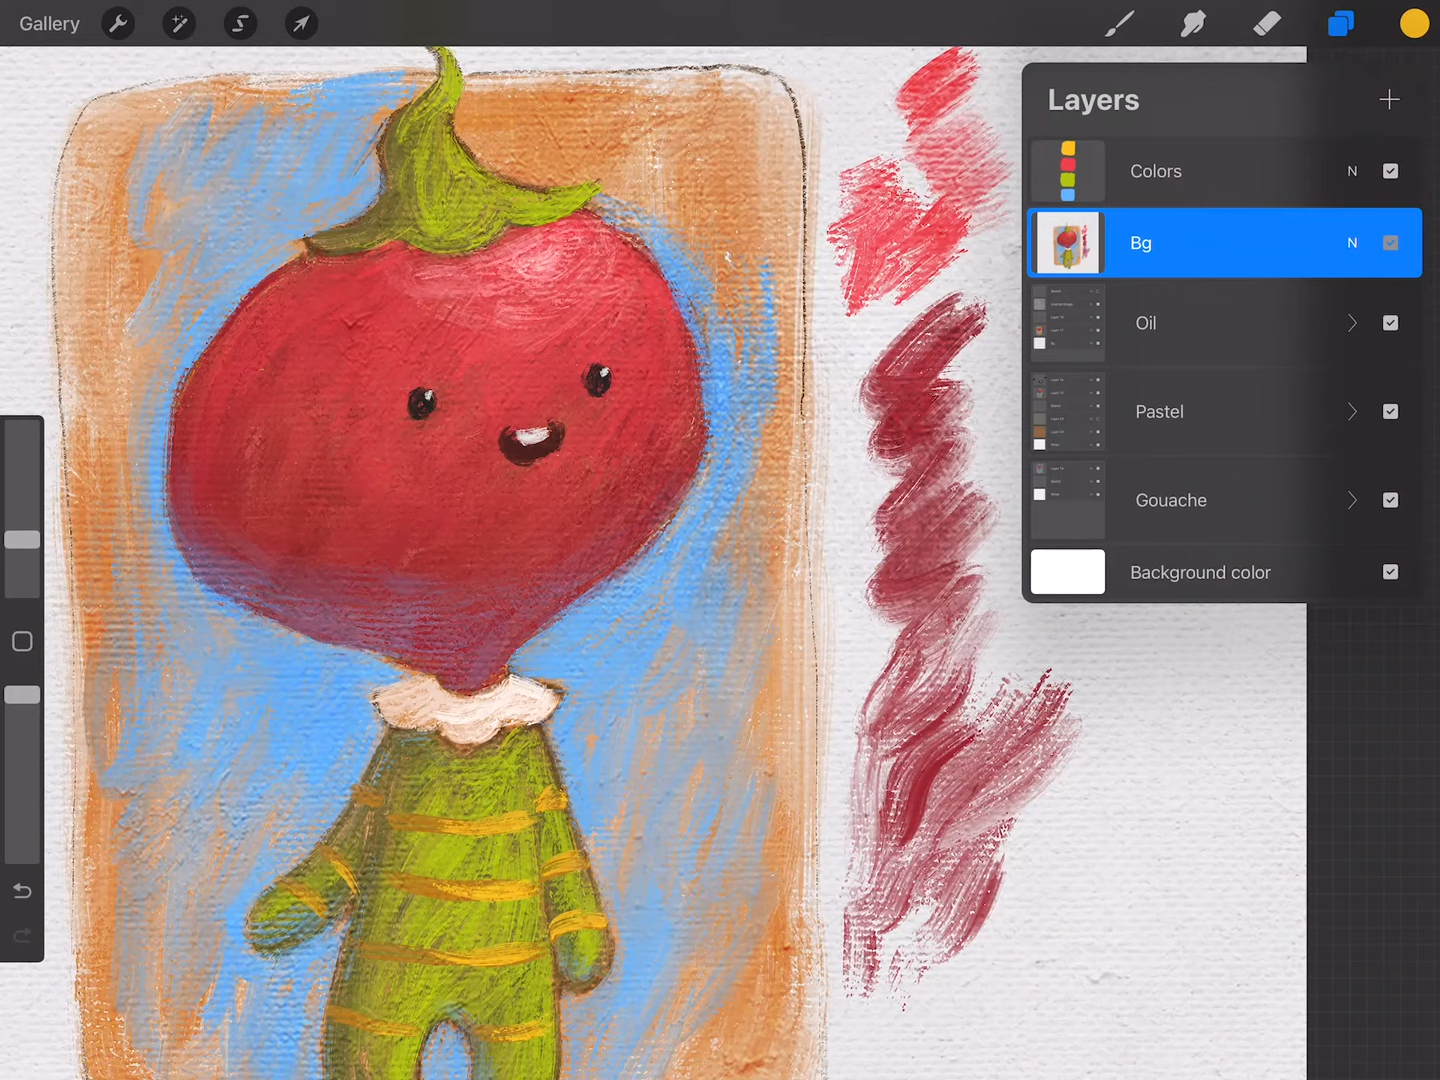 Gallery
Layers
Colors N
Bg N
Oil
Pastel
Gouache
Background color